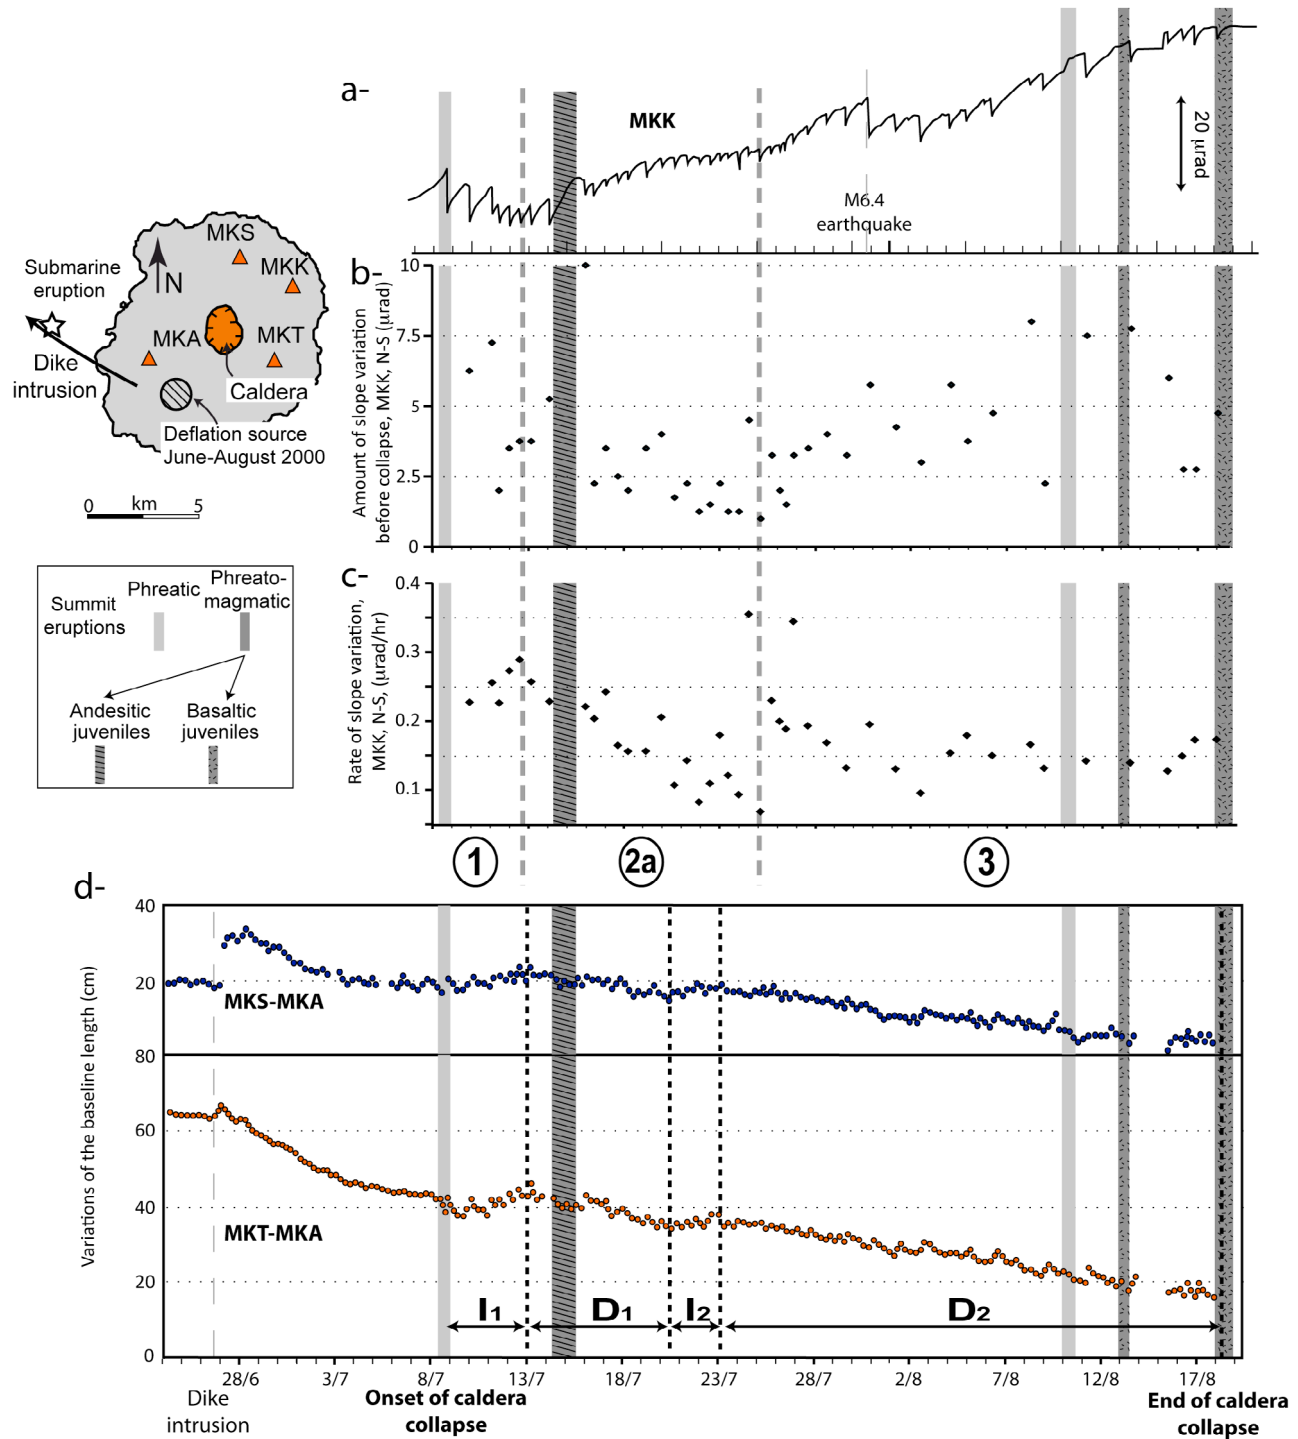 a-
MKK
20 µrad
M6.4
earthquake
MKS
MKK
N
Submarine
eruption
MKA
MKT
Dike
intrusion
Caldera
Deflation source
June-August 2000
0 km 5
Phreatic
Phreato-
magmatic
Summit
eruptions
Andesitic
juveniles
Basaltic
juveniles
b-
Amount of slope variation
before collapse, MKK, N-S (µrad)
10
7.5
5
2.5
0
c-
Rate of slope variation,
MKK, N-S, (µrad/hr)
0.4
0.3
0.2
0.1
1
2a
3
d-
Variations of the baseline length (cm)
40
20
MKS-MKA
80
60
40
MKT-MKA
20
0
I1
D1
I2
D2
28/6
3/7
8/7
13/7
18/7
23/7
28/7
2/8
7/8
12/8
17/8
Dike
intrusion
Onset of caldera
collapse
End of caldera
collapse